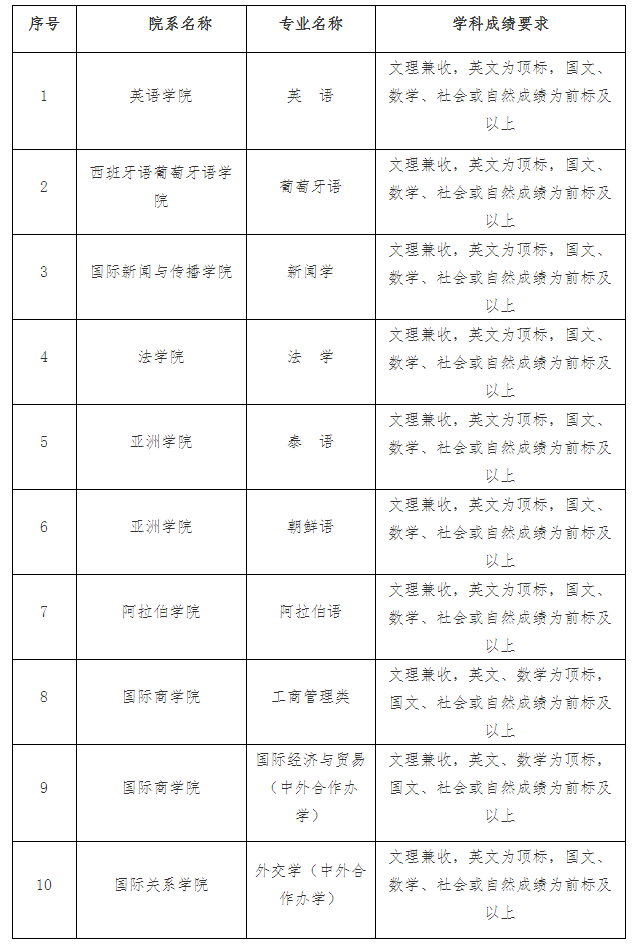 序号 院系名称 专业名称 学科成绩要求
1 英语学院 英 语 文理兼收，英文为顶标，国文、
数学、社会或自然成绩为前标及
以上
2 西班牙语葡萄牙语学
院 葡萄牙语 文理兼收，英文为顶标，国文、
数学、社会或自然成绩为前标及
以上
3 国际新闻与传播学院 新闻学 文理兼收，英文为顶标，国文、
数学、社会或自然成绩为前标及
以上
4 法学院 法 学 文理兼收，英文为顶标，国文、
数学、社会或自然成绩为前标及
以上
5 亚洲学院 泰 语 文理兼收，英文为顶标，国文、
数学、社会或自然成绩为前标及
以上
6 亚洲学院 朝鲜语 文理兼收，英文为顶标，国文、
数学、社会或自然成绩为前标及
以上
7 阿拉伯学院 阿拉伯语 文理兼收，英文为顶标，国文、
数学、社会或自然成绩为前标及
以上
8 国际商学院 工商管理类 文理兼收，英文、数学为顶标，
国文、社会或自然成绩为前标及
以上
9 国际商学院 国际经济与贸易
（中外合作办
学） 文理兼收，英文、数学为顶标，
国文、社会或自然成绩为前标及
以上
10 国际关系学院 外交学（中外合
作办学） 文理兼收，英文为顶标，国文、
数学、社会或自然成绩为前标及
以上